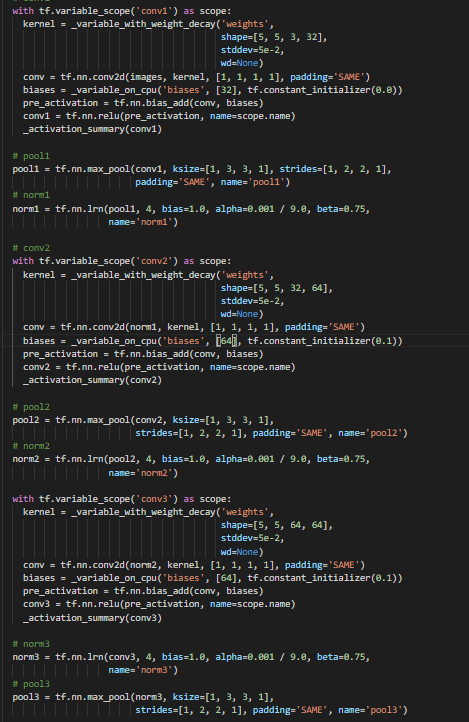 with tf.variable_scope('conv1') as scope:
kernel = _variable_with_weight_decay('weights',
shape=[5, 5, 3, 32],
stddev=5e-2,
wd=None)
conv = tf.nn.conv2d(images, kernel, [1, 1, 1, 1], padding='SAME')
biases = _variable_on_cpu('biases', [32], tf.constant_initializer(0.0))
pre_activation = tf.nn.bias_add(conv, biases)
conv1 = tf.nn.relu(pre_activation, name=scope.name)
_activation_summary(conv1)
# pool1
pool1 = tf.nn.max_pool(conv1, ksize=[1, 3, 3, 1], strides=[1, 2, 2, 1],
padding='SAME', name='pool1')
# norm1
norm1 = tf.nn.lrn(pool1, 4, bias=1.0, alpha=0.001 / 9.0, beta=0.75,
name='norm1')
# conv2
with tf.variable_scope('conv2') as scope:
kernel = _variable_with_weight_decay('weights',
shape=[5, 5, 32, 64],
stddev=5e-2,
wd=None)
conv = tf.nn.conv2d(norm1, kernel, [1, 1, 1, 1], padding='SAME')
biases = _variable_on_cpu('biases', [64], tf.constant_initializer(0.1))
pre_activation = tf.nn.bias_add(conv, biases)
conv2 = tf.nn.relu(pre_activation, name=scope.name)
_activation_summary(conv2)
# pool2
pool2 = tf.nn.max_pool(conv2, ksize=[1, 3, 3, 1],
strides=[1, 2, 2, 1], padding='SAME', name='pool2')
# norm2
norm2 = tf.nn.lrn(pool2, 4, bias=1.0, alpha=0.001 / 9.0, beta=0.75,
name='norm2')
with tf.variable_scope('conv3') as scope:
kernel = _variable_with_weight_decay('weights',
shape=[5, 5, 64, 64],
stddev=5e-2,
wd=None)
conv = tf.nn.conv2d(norm2, kernel, [1, 1, 1, 1], padding='SAME')
biases = _variable_on_cpu('biases', [64], tf.constant_initializer(0.1))
pre_activation = tf.nn.bias_add(conv, biases)
conv3 = tf.nn.relu(pre_activation, name=scope.name)
_activation_summary(conv3)
# norm3
norm3 = tf.nn.lrn(conv3, 4, bias=1.0, alpha=0.001 / 9.0, beta=0.75,
name='norm3')
# pool3
pool3 = tf.nn.max_pool(norm3, ksize=[1, 3, 3, 1],
strides=[1, 2, 2, 1], padding='SAME', name='pool3')